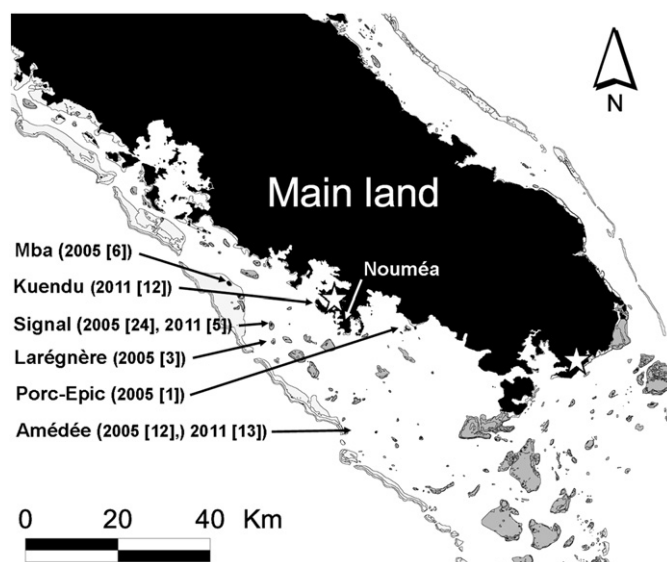 N
Main land
Mba (2005 [6])
Nouméa
Kuendu (2011 [12])
Signal (2005 [24], 2011 [5])
Larégnère (2005 [3])
Porc-Epic (2005 [1])
Amédée (2005 [12],) 2011 [13])
0 20 40 Km